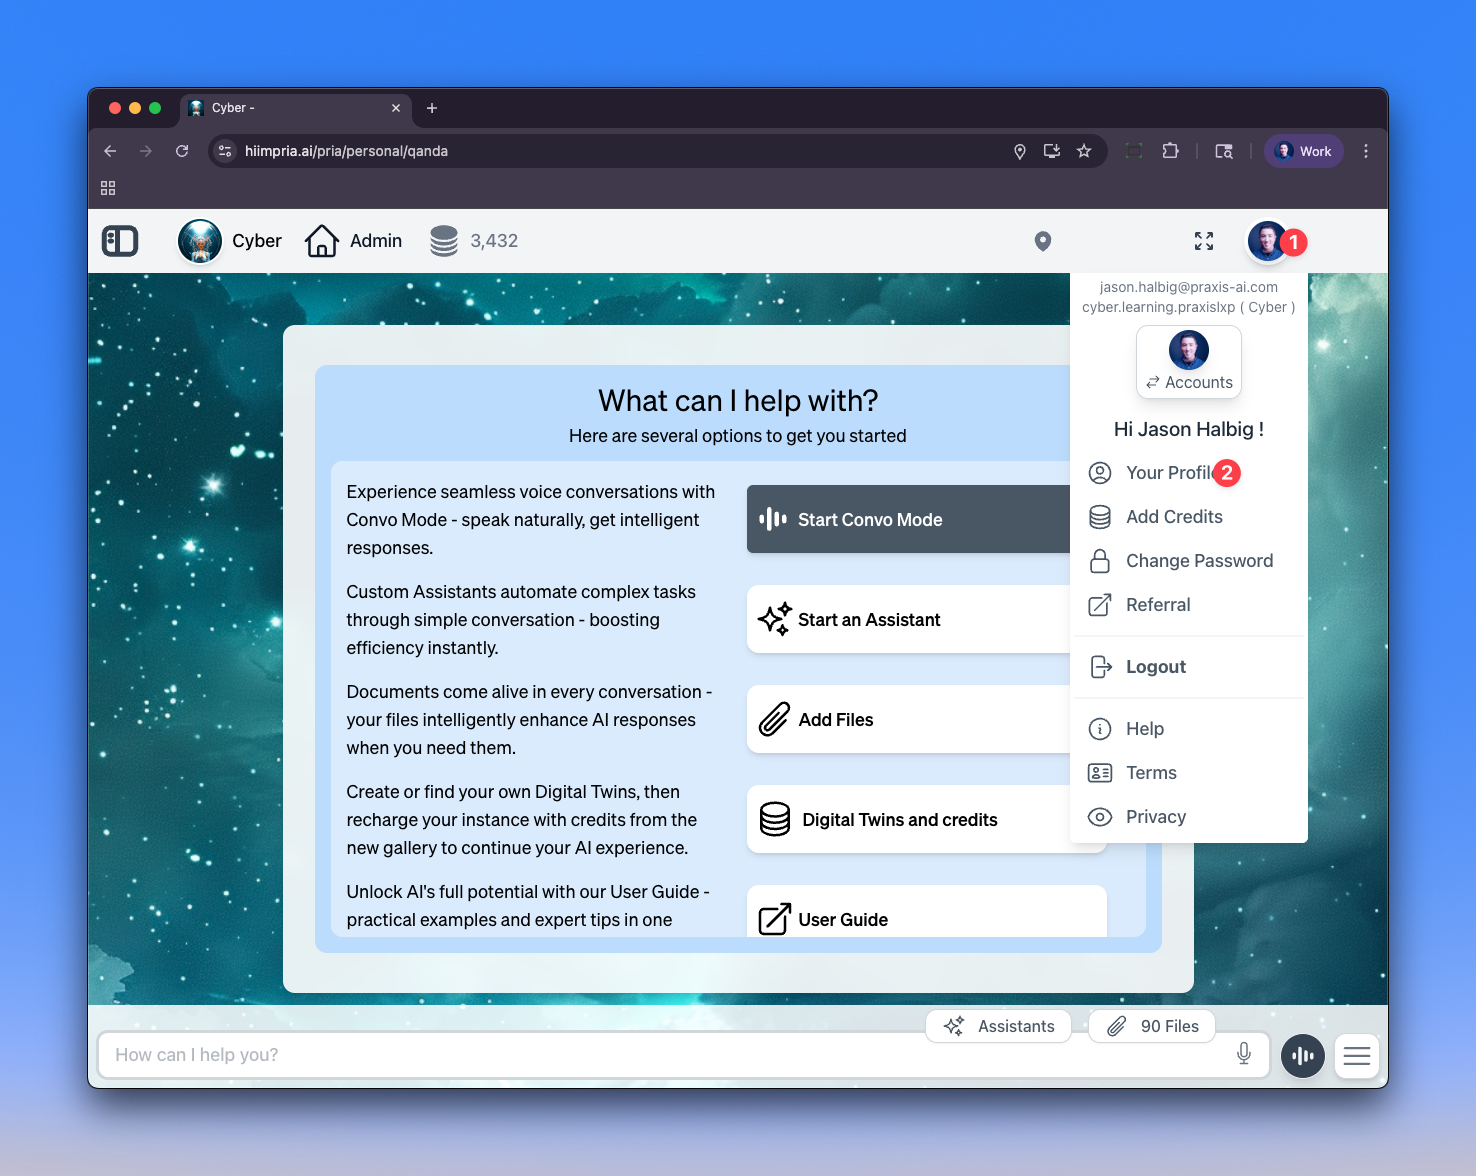 Cyber -
hiimpria.ai/pria/personal/qanda
Work
Cyber
Admin
3,432
1
jason.halbig@praxis-ai.com
cyber.learning.praxislxp ( Cyber )
Accounts
Hi Jason Halbig !
Your Profil
2
Add Credits
Change Password
Referral
Logout
Help
Terms
Privacy
What can I help with?
Here are several options to get you started
Experience seamless voice conversations with
Convo Mode - speak naturally, get intelligent
responses.
Start Convo Mode
Custom Assistants automate complex tasks
through simple conversation - boosting
efficiency instantly.
Start an Assistant
Documents come alive in every conversation -
your files intelligently enhance AI responses
when you need them.
Add Files
Create or find your own Digital Twins, then
recharge your instance with credits from the
new gallery to continue your AI experience.
Digital Twins and credits
Unlock AI's full potential with our User Guide -
practical examples and expert tips in one
User Guide
Assistants
90 Files
How can I help you?